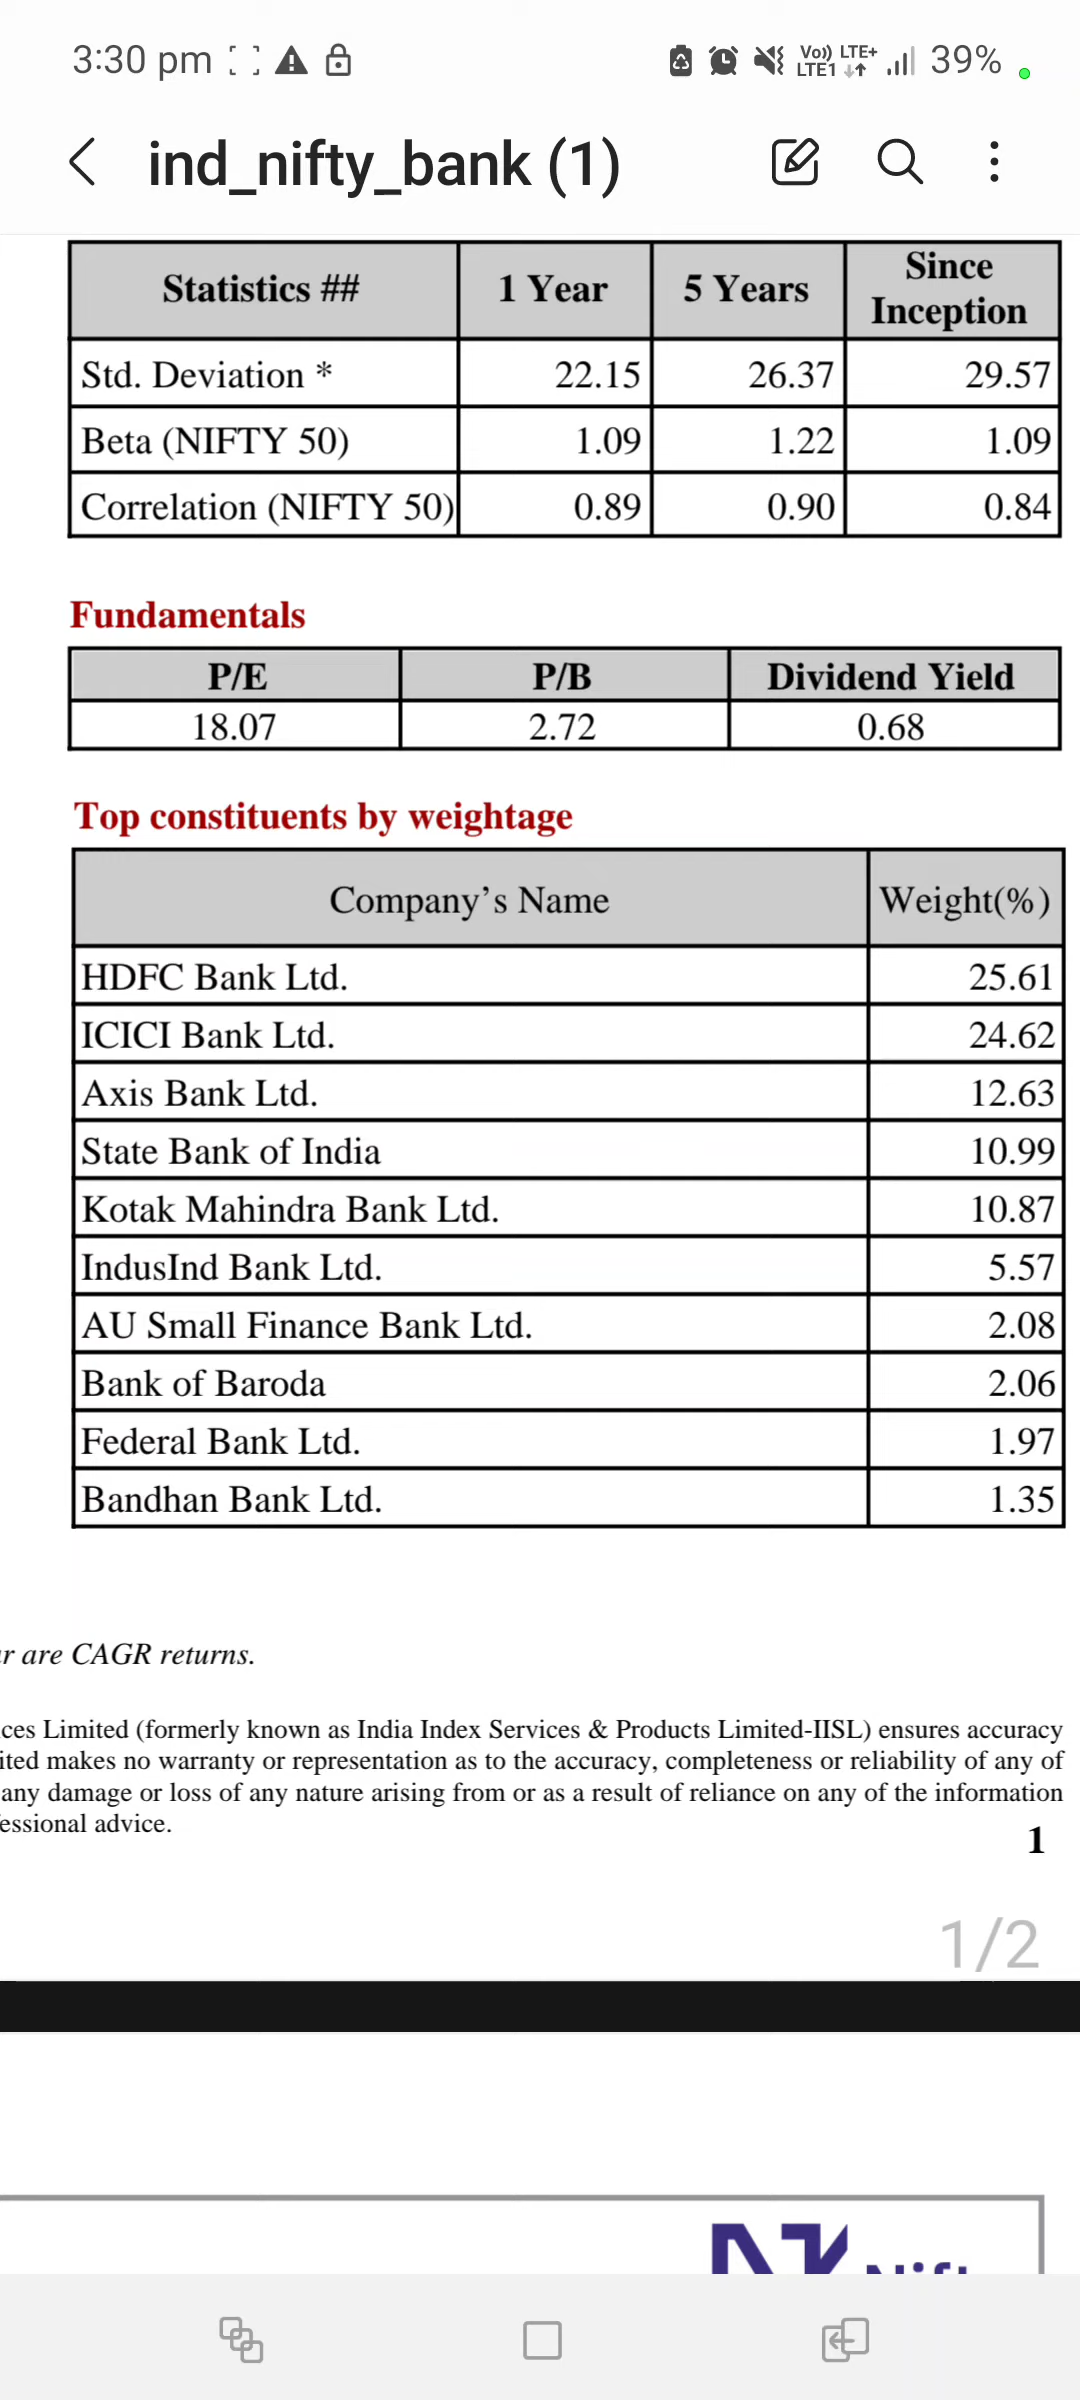 3:30 pm
Vo)) LTE+
LTE1
39%
ind_nifty_bank (1)
Statistics ## 1 Year 5 Years Since Inception
Std. Deviation * 22.15 26.37 29.57
Beta (NIFTY 50) 1.09 1.22 1.09
Correlation (NIFTY 50) 0.89 0.90 0.84
Fundamentals
P/E P/B Dividend Yield
18.07 2.72 0.68
Top constituents by weightage
Company’s Name Weight(%)
HDFC Bank Ltd. 25.61
ICICI Bank Ltd. 24.62
Axis Bank Ltd. 12.63
State Bank of India 10.99
Kotak Mahindra Bank Ltd. 10.87
IndusInd Bank Ltd. 5.57
AU Small Finance Bank Ltd. 2.08
Bank of Baroda 2.06
Federal Bank Ltd. 1.97
Bandhan Bank Ltd. 1.35
r are CAGR returns.
ces Limited (formerly known as India Index Services & Products Limited-IISL) ensures accuracy
ited makes no warranty or representation as to the accuracy, completeness or reliability of any of
any damage or loss of any nature arising from or as a result of reliance on any of the information
essional advice.
1
1/2